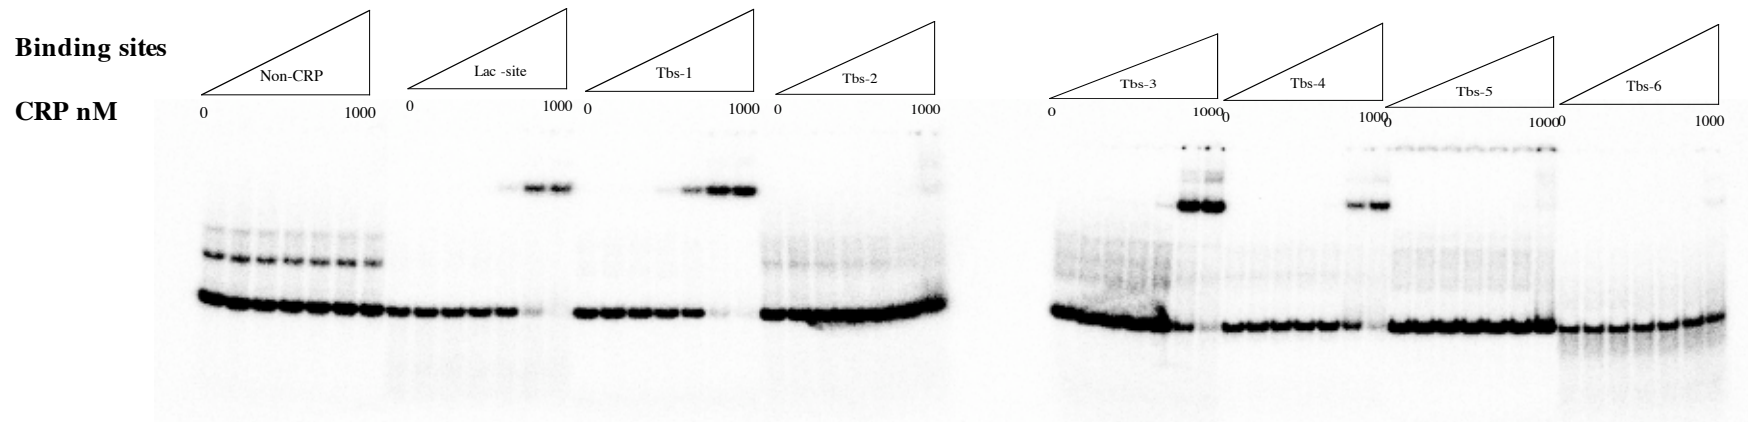 Binding sites
Non-CRP
Lac -site
Tbs-1
Tbs-2
Tbs-3
Tbs-4
Tbs-5
Tbs-6
CRP nM
0 1000
0 1000
0 1000
0 1000
0 1000
0 1000
0 1000
0 1000